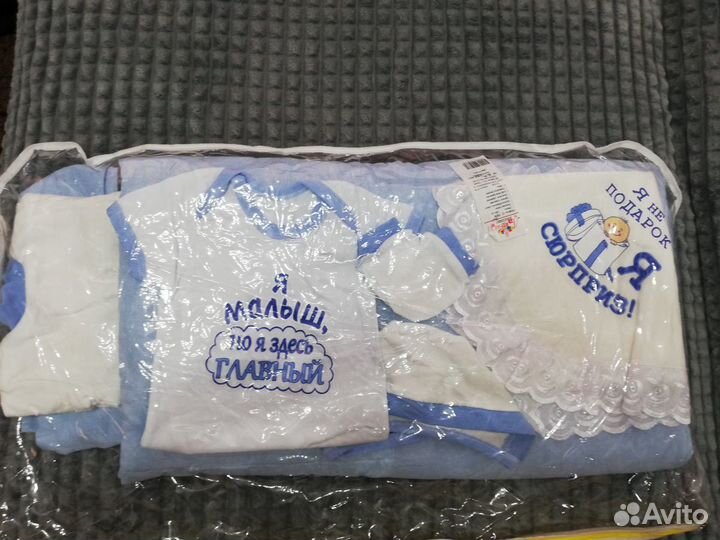 Я
МАЛЫШ,
но я здесь
ГЛАВНЫЙ
Я НЕ
ПОДАРОК
Я
СЮРПРИЗ!
Avito